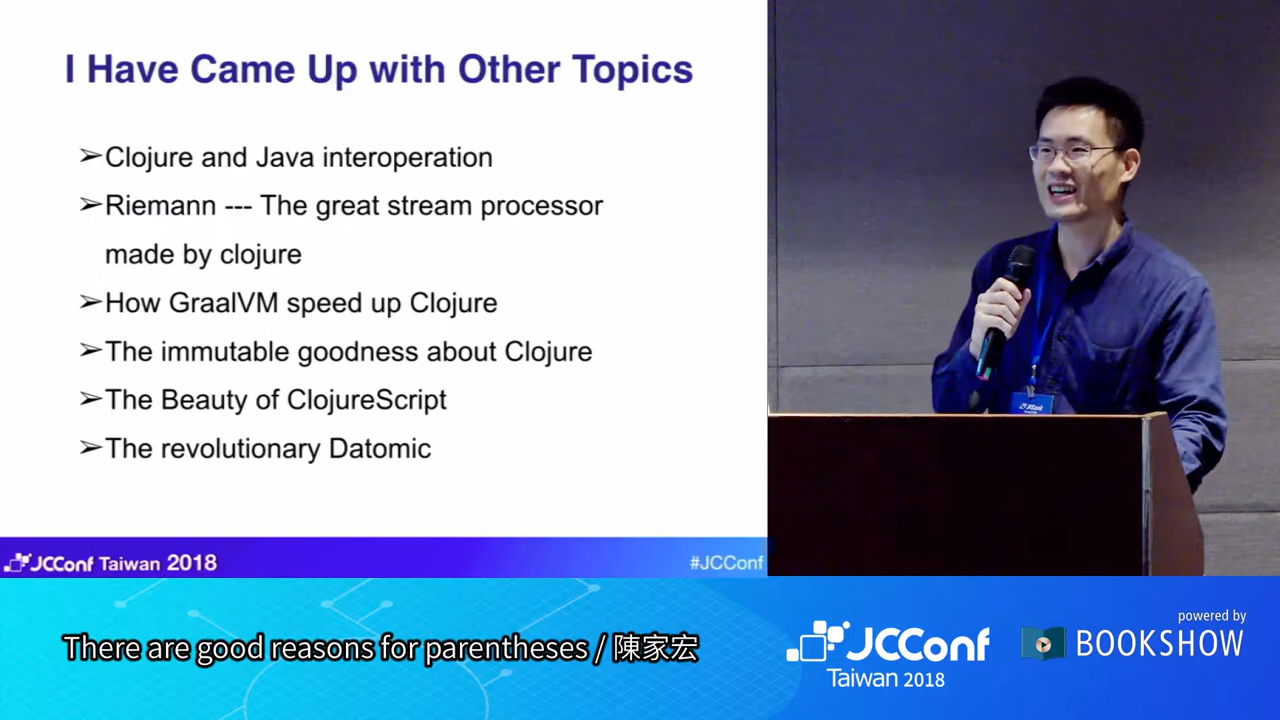 I Have Came Up with Other Topics
➢Clojure and Java interoperation
➢Riemann --- The great stream processor
made by clojure
➢How GraalVM speed up Clojure
➢The immutable goodness about Clojure
➢The Beauty of ClojureScript
➢The revolutionary Datomic
JCConf Taiwan 2018
#JCConf
There are good reasons for parentheses / 陳家宏
JCConf
Taiwan 2018
powered by
BOOKSHOW
JCConf